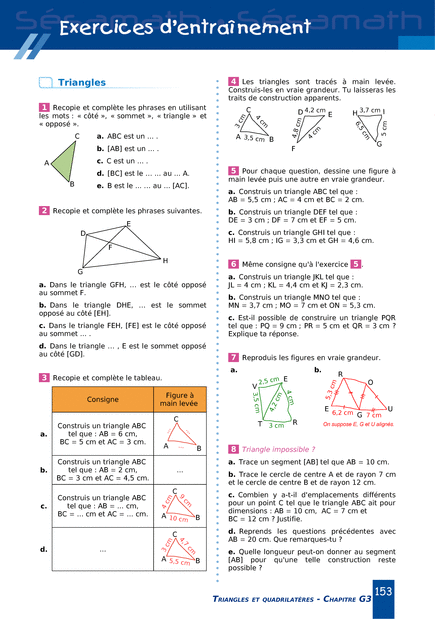 Sésamath Sésamath
Exercices d'entraînement
Triangles
1 Recopie et complète les phrases en utilisant
les mots : « côté », « sommet », « triangle » et
« opposé ».
C
A
B
a. ABC est un ... .
b. [AB] est un ... .
c. C est un ... .
d. [BC] est le ... ... au ... A.
e. B est le ... ... au ... [AC].
2 Recopie et complète les phrases suivantes.
E
D
F
H
G
a. Dans le triangle GFH, ... est le côté opposé
au sommet F.
b. Dans le triangle DHE, ... est le sommet
opposé au côté [EH].
c. Dans le triangle FEH, [FE] est le côté opposé
au sommet ... .
d. Dans le triangle ... , E est le sommet opposé
au côté [GD].
3 Recopie et complète le tableau.
Consigne
Figure à
main levée
a.
Construis un triangle ABC
tel que : AB = 6 cm,
BC = 5 cm et AC = 3 cm.
C
A ... B
b.
Construis un triangle ABC
tel que : AB = 2 cm,
BC = 3 cm et AC = 4,5 cm.
...
c.
Construis un triangle ABC
tel que : AB = ... cm,
BC = ... cm et AC = ... cm.
C
4 cm
9 cm
A 10 cm B
d.
...
C
3 cm
4,7 cm
A 5,5 cm B
4 Les triangles sont tracés à main levée.
Construis-les en vraie grandeur. Tu laisseras les
traits de construction apparents.
C
3 cm
4 cm
A 3,5 cm B
D 4,2 cm E
4,8 cm
4 cm
F
H 3,7 cm I
6,5 cm
5 cm
G
5 Pour chaque question, dessine une figure à
main levée puis une autre en vraie grandeur.
a. Construis un triangle ABC tel que :
AB = 5,5 cm ; AC = 4 cm et BC = 2 cm.
b. Construis un triangle DEF tel que :
DE = 3 cm ; DF = 7 cm et EF = 5 cm.
c. Construis un triangle GHI tel que :
HI = 5,8 cm ; IG = 3,3 cm et GH = 4,6 cm.
6 Même consigne qu'à l'exercice 5 .
a. Construis un triangle JKL tel que :
JL = 4 cm ; KL = 4,4 cm et KJ = 2,3 cm.
b. Construis un triangle MNO tel que :
MN = 3,7 cm ; MO = 7 cm et ON = 5,3 cm.
c. Est-il possible de construire un triangle PQR
tel que : PQ = 9 cm ; PR = 5 cm et QR = 3 cm ?
Explique ta réponse.
7 Reproduis les figures en vraie grandeur.
a.
V 2,5 cm E
3,5 cm
4,2 cm
4 cm
T 3 cm R
b.
R
O
5,3 cm
E 6,2 cm G 7 cm U
On suppose E, G et U alignés
8 Triangle impossible ?
a. Trace un segment [AB] tel que AB = 10 cm.
b. Trace le cercle de centre A et de rayon 7 cm
et le cercle de centre B et de rayon 12 cm.
c. Combien y a-t-il d'emplacements différents
pour un point C tel que le triangle ABC ait pour
dimensions : AB = 10 cm, AC = 7 cm et
BC = 12 cm ? Justifie.
d. Reprends les questions précédentes avec
AB = 20 cm. Que remarques-tu ?
e. Quelle longueur peut-on donner au segment
[AB] pour qu'une telle construction reste
possible ?
TRIANGLES ET QUADRILATÈRES - CHAPITRE G3
153